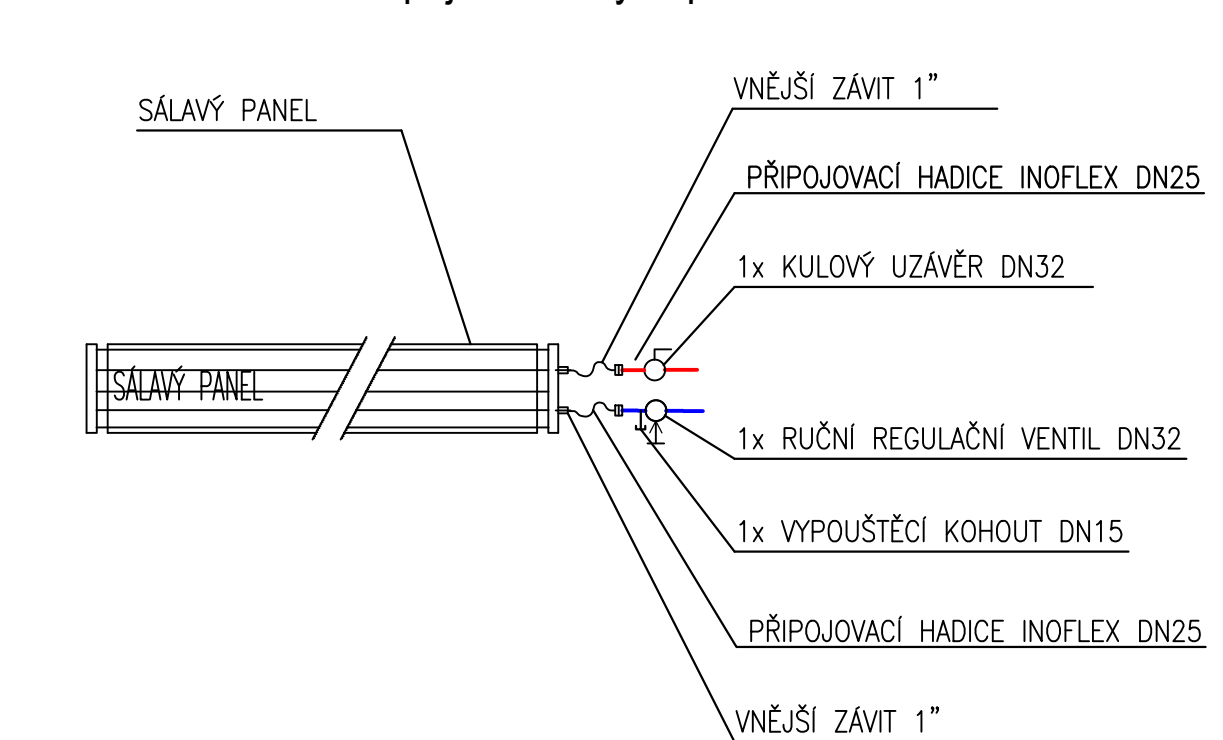 SÁLAVÝ PANEL
VNĚJŠÍ ZÁVIT 1”
PŘIPOJOVACÍ HADICE INOFLEX DN25
1x KULOVÝ UZÁVĚR DN32
SÁLAVÝ PANEL
1x RUČNÍ REGULAČNÍ VENTIL DN32
1x VYPOUŠTĚCÍ KOHOUT DN15
PŘIPOJOVACÍ HADICE INOFLEX DN25
VNĚJŠÍ ZÁVIT 1”